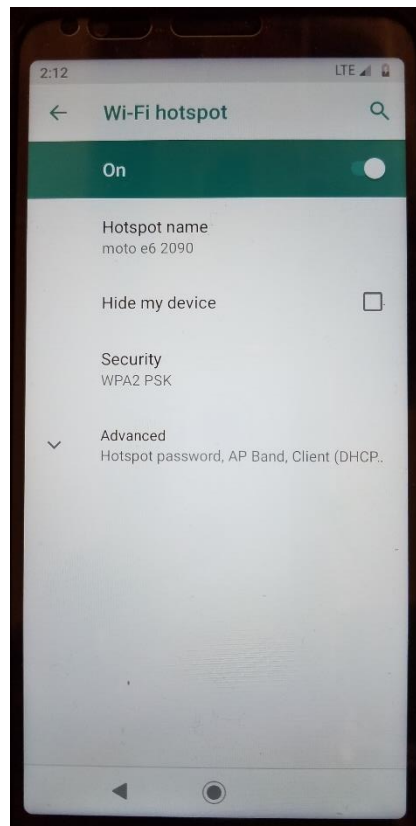 2:12 LTE
Wi-Fi hotspot
On
Hotspot name
moto e6 2090
Hide my device
Security
WPA2 PSK
Advanced
Hotspot password, AP Band, Client (DHCP..